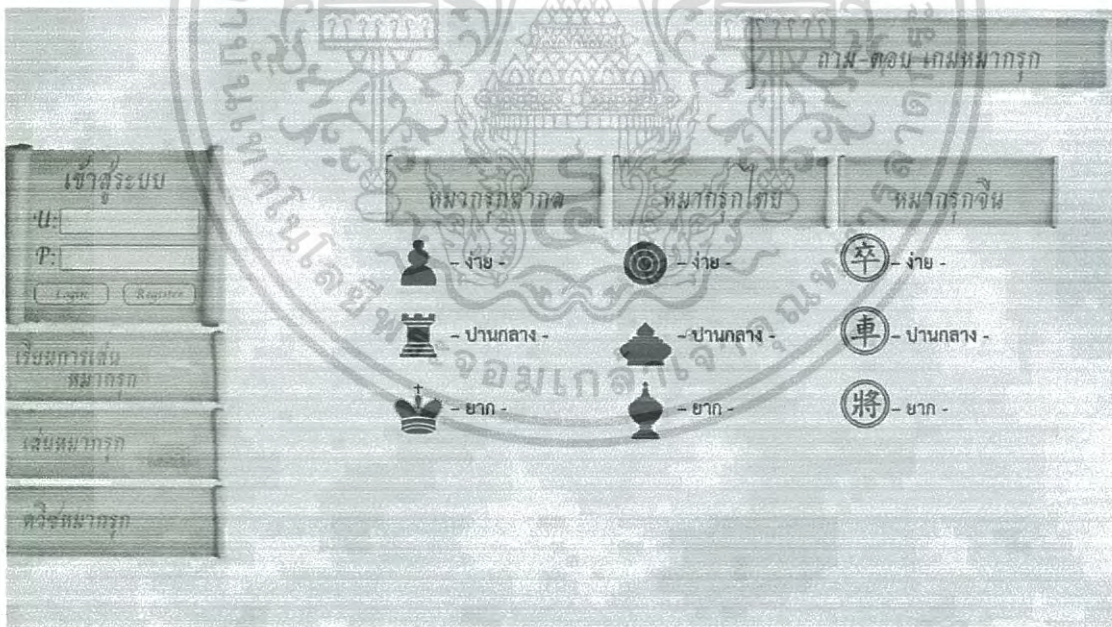 ถาม-ตอบ เกมหมากรุก
เข้าสู่ระบบ
U:
P:
Login Register
เรียนการเล่น
หมากรุก
เล่นหมากรุก
ควิซหมากรุก
หมากรุกสากล หมากรุกไทย หมากรุกจีน
- ง่าย - - ง่าย - 卒 - ง่าย -
- ปานกลาง - - ปานกลาง - 車 - ปานกลาง -
- ยาก - - ยาก - 將 - ยาก -